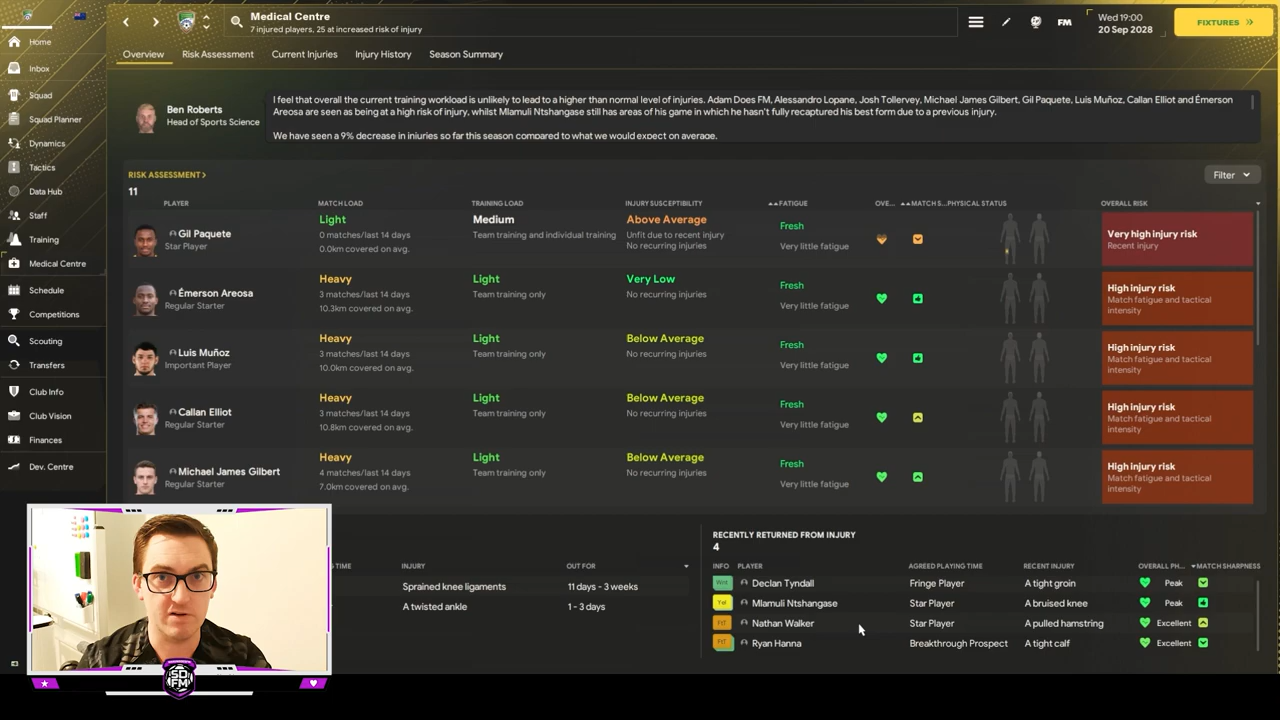 Medical Centre
7 injured players, 25 at increased risk of injury
FM
Wed 19:00
20 Sep 2028
FIXTURES
Home
Inbox
Squad
Squad Planner
Dynamics
Tactics
Data Hub
Staff
Training
Medical Centre
Schedule
Competitions
Scouting
Transfers
Club Info
Club Vision
Finances
Dev. Centre
Overview Risk Assessment Current Injuries Injury History Season Summary
Ben Roberts
Head of Sports Science
I feel that overall the current training workload is unlikely to lead to a higher than normal level of injuries. Adam Does FM, Alessandro Lopane, Josh Tollervey, Michael James Gilbert, Gil Paquete, Luis Muñoz, Callan Elliot and Émerson
Areosa are seen as being at a high risk of injury, whilst Mlamuli Ntshangase still has areas of his game in which he hasn't fully recaptured his best form due to a previous injury.
We have seen a 9% decrease in injuries so far this season compared to what we would expect on average.
RISK ASSESSMENT >
11
Filter
PLAYER MATCH LOAD TRAINING LOAD INJURY SUSCEPTIBILITY FATIGUE OVE... MATCH S... PHYSICAL STATUS OVERALL RISK
Gil Paquete
Star Player
Light
0 matches/last 14 days
0.0km covered on avg.
Medium
Team training and individual training
Above Average
Unfit due to recent injury
No recurring injuries
Fresh
Very little fatigue
Very high injury risk
Recent injury
Émerson Areosa
Regular Starter
Heavy
3 matches/last 14 days
10.3km covered on avg.
Light
Team training only
Very Low
No recurring injuries
Fresh
Very little fatigue
High injury risk
Match fatigue and tactical
intensity
Luis Muñoz
Important Player
Heavy
3 matches/last 14 days
10.0km covered on avg.
Light
Team training only
Below Average
No recurring injuries
Fresh
Very little fatigue
High injury risk
Match fatigue and tactical
intensity
Callan Elliot
Regular Starter
Heavy
3 matches/last 14 days
10.8km covered on avg.
Light
Team training only
Below Average
No recurring injuries
Fresh
Very little fatigue
High injury risk
Match fatigue and tactical
intensity
Michael James Gilbert
Regular Starter
Heavy
4 matches/last 14 days
7.0km covered on avg.
Light
Team training only
Below Average
No recurring injuries
Fresh
Very little fatigue
High injury risk
Match fatigue and tactical
intensity
TIME INJURY OUT FOR
Sprained knee ligaments 11 days - 3 weeks
A twisted ankle 1 - 3 days
RECENTLY RETURNED FROM INJURY
4
INFO PLAYER AGREED PLAYING TIME RECENT INJURY OVERALL PH... MATCH SHARPNESS
Wnt Declan Tyndall Fringe Player A tight groin Peak
Yel Mlamuli Ntshangase Star Player A bruised knee Peak
FtT Nathan Walker Star Player A pulled hamstring Excellent
FtT Ryan Hanna Breakthrough Prospect A tight calf Excellent
SD
FM